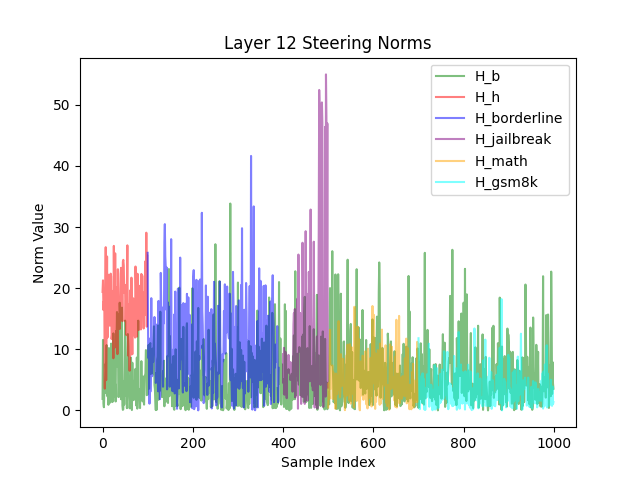 Layer 12 Steering Norms
Norm Value
50
40
30
20
10
0
H_b
H_h
H_borderline
H_jailbreak
H_math
H_gsm8k
0 200 400 600 800 1000
Sample Index